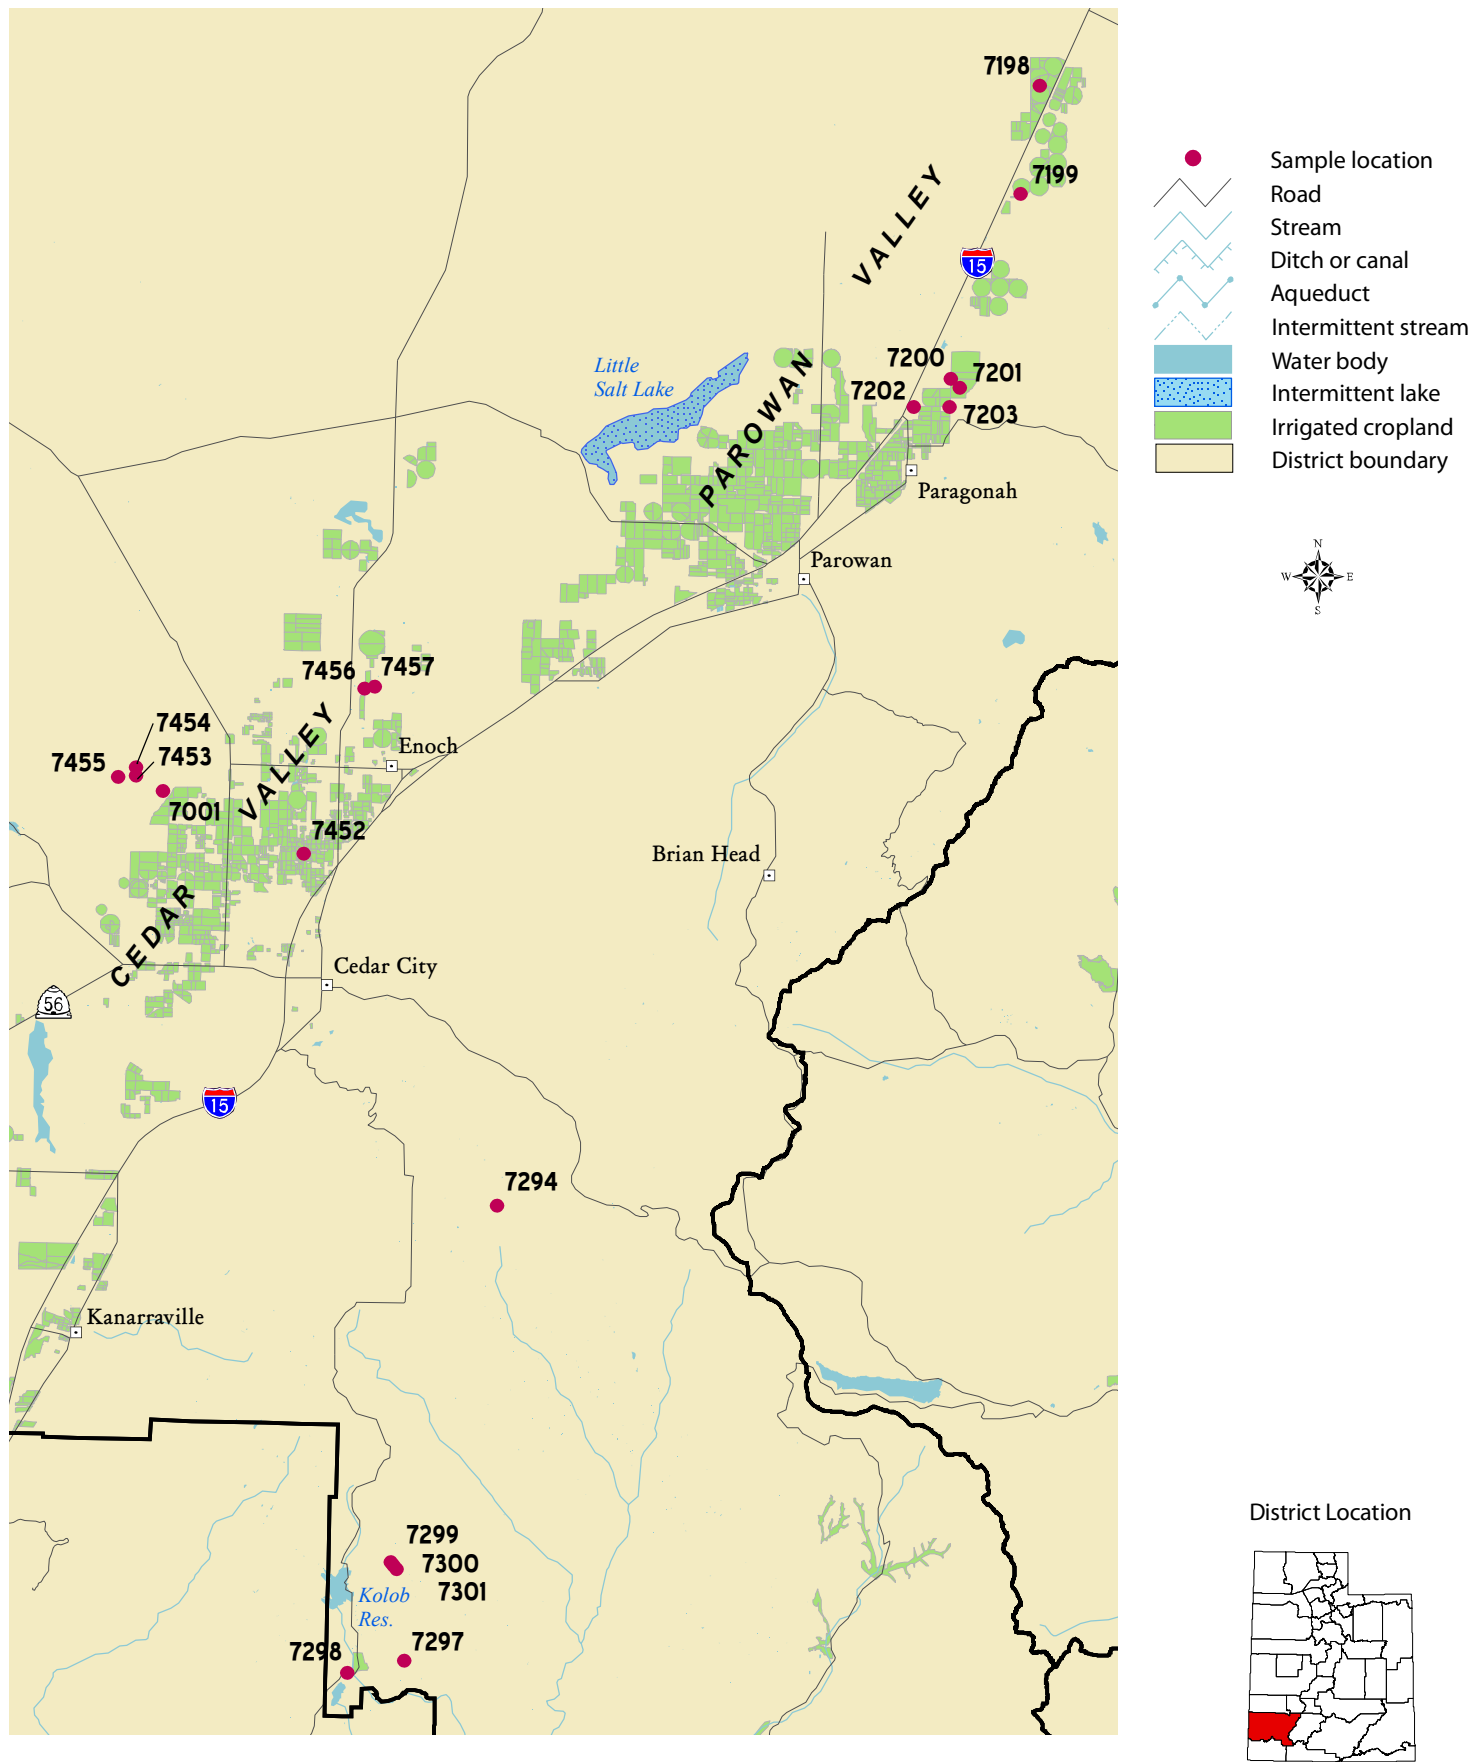 7198
7199
VALLEY
15
7200
7201
7202
7203
Little
Salt Lake
PAROWAN
Paragonah
Parowan
7456
7457
7454
7453
7455
7001
VALLEY
Enoch
7452
Brian Head
CEDAR
Cedar City
56
15
7294
Kanarraville
7299
7300
7301
Kolob
Res.
7298
7297
Sample location
Road
Stream
Ditch or canal
Aqueduct
Intermittent stream
Water body
Intermittent lake
Irrigated cropland
District boundary
N
W
E
S
District Location